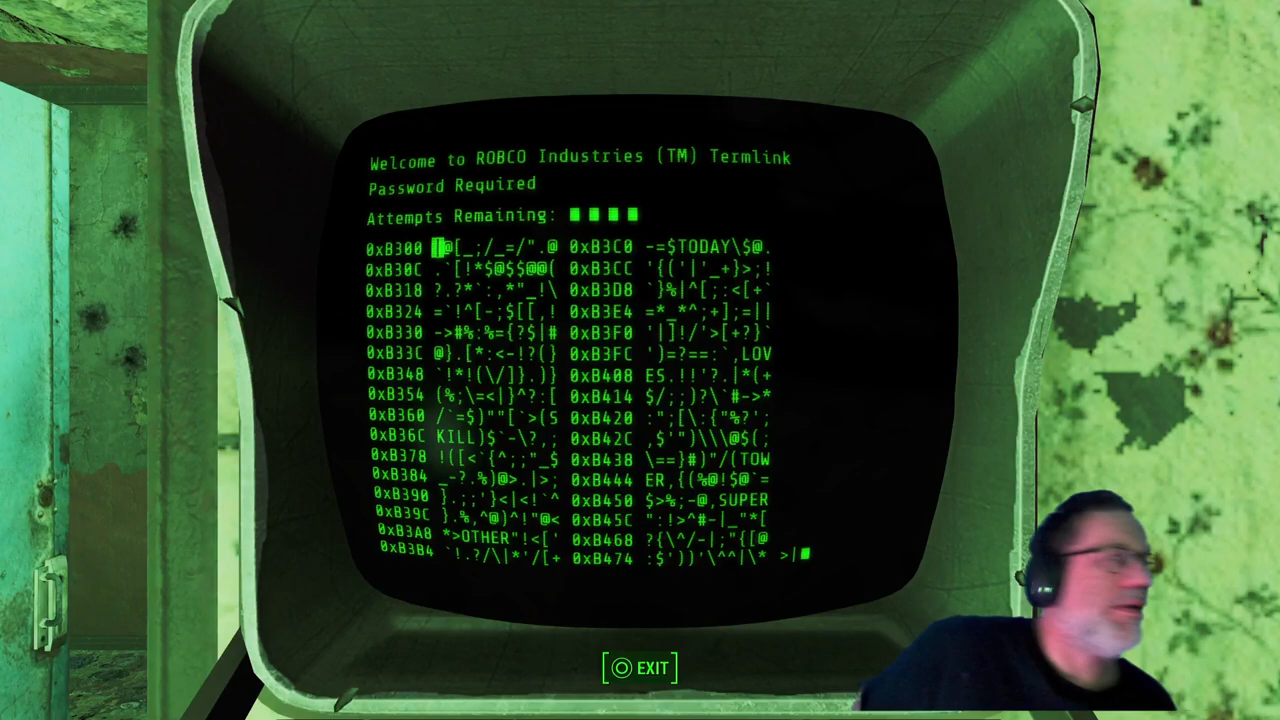 Welcome to ROBCO Industries (TM) Termlink
Password Required
Attempts Remaining: ■ ■ ■ ■
0xB300 |@[_;/_=/".@ 0xB3C0 -=$TODAY\$@.
0xB30C .`[!*$@$$@@( 0xB3CC '{('|'_+}>;!
0xB318 ?.?*`:,*"_!\ 0xB3D8 `}%|^[;:<[+`
0xB324 =`!^[-;$[[,! 0xB3E4 =*_*^;+];=||
0xB330 ->#%:%={?$|# 0xB3F0 '|]!/'>[+?}`
0xB33C @}.[*:<-!?(} 0xB3FC ')=?==:`,LOV
0xB348 `!*!(\/]}.)} 0xB408 ES.!!'?.|*(+
0xB354 (%;\=<|}^?:[ 0xB414 $/;;)?\`#->*
0xB360 /`=$)""[`>(S 0xB420 :";[\:{"%?';
0xB36C KILL)$`-\?,; 0xB42C ,$'")\\\@$(;
0xB378 !([<`{^;;"_$ 0xB438 \==}#)"/(TOW
0xB384 _-?.%)@>.|>; 0xB444 ER,{(%@!$@`=
0xB390 }.;;'}<|<!`^ 0xB450 $>%;-@,SUPER
0xB39C }.%,^@)^!"@< 0xB45C ":!>^#-|_"*[
0xB3A8 *>OTHER"!<[' 0xB468 ?{\^/-|;"{[@
0xB3B4 `!.?/\|*'/[+ 0xB474 :$'))'\^^|\* >|■
EXIT